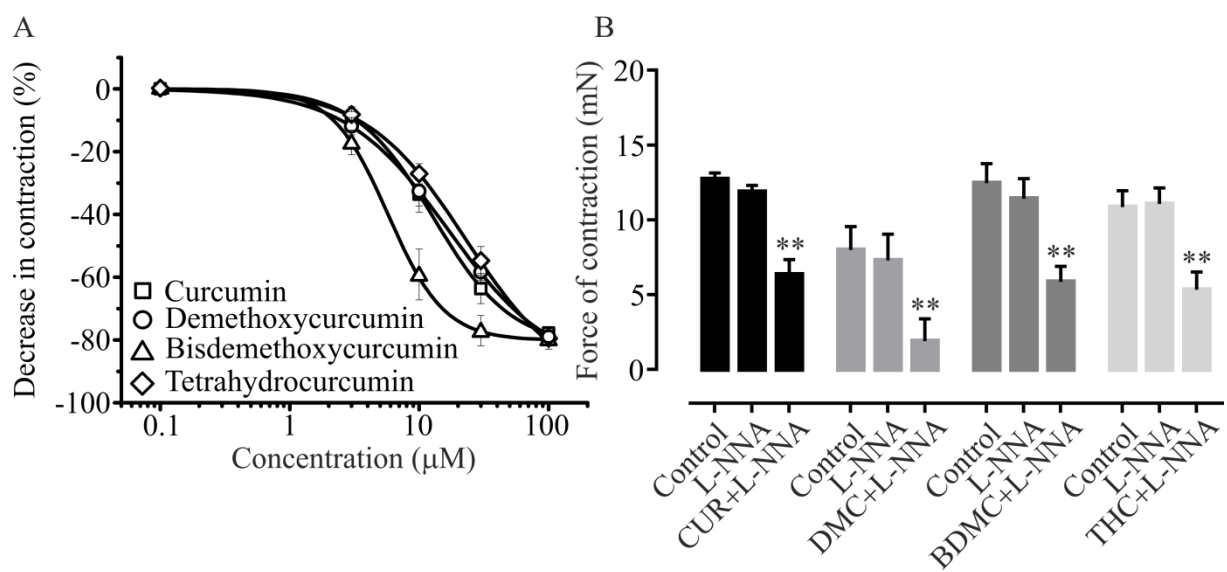 A
Decrease in contraction (%)
0
-20
-40
-60
-80
-100
Curcumin
Demethoxycurcumin
Bisdemethoxycurcumin
Tetrahydrocurcumin
0.1
1
10
100
Concentration (µM)
B
Force of contraction (mN)
20
15
10
5
0
**
**
**
**
Control
L-NNA
CUR+L-NNA
Control
L-NNA
DMC+L-NNA
Control
L-NNA
BDMC+L-NNA
Control
L-NNA
THC+L-NNA